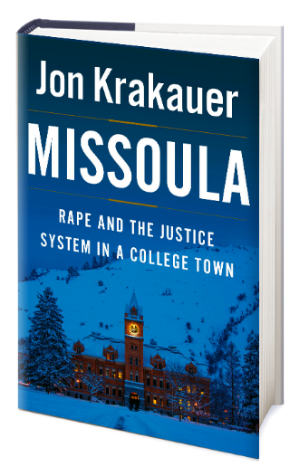 Jon Krakauer
MISSOULA
RAPE AND THE JUSTICE
SYSTEM IN A COLLEGE TOWN